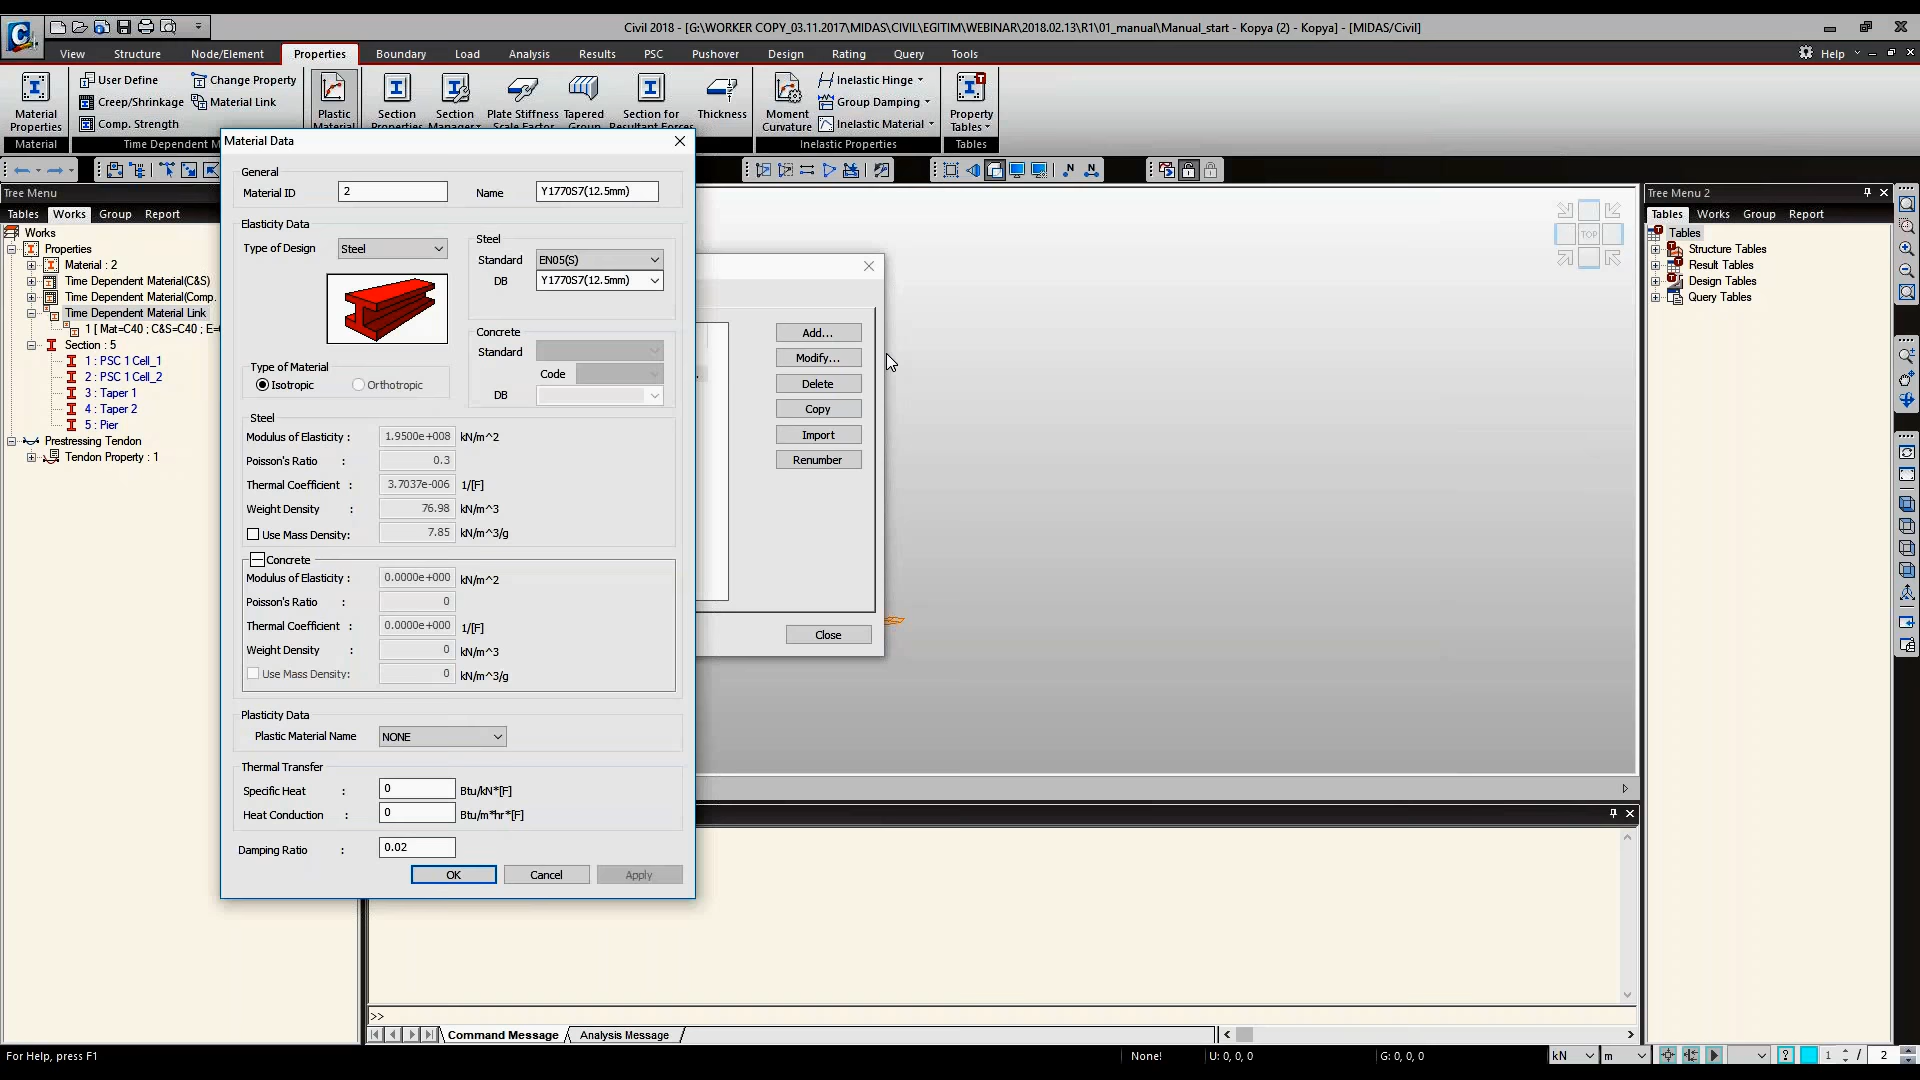 Civil 2018 - [G:\WORKER COPY_03.11.2017\MIDAS\CIVIL\EGITIM\WEBINAR\2018.02.13\R1\01_manual\Manual_start - Kopya (2) - Kopya] - [MIDAS/Civil]
View Structure Node/Element Properties Boundary Load Analysis Results PSC Pushover Design Rating Query Tools Help
User Define Change Property Inelastic Hinge
Creep/Shrinkage Material Link Group Damping
Material Properties Plastic Material Section Properties Section Manager Plate Stiffness Scale Factor Tapered Group Section for Resultant Forces Thickness Moment Curvature Property Tables
Comp. Strength Inelastic Material
Material Time Dependent M Inelastic Properties Tables
Material Data
Tree Menu
Tables Works Group Report
Works
Properties
Material : 2
Time Dependent Material(C&S)
Time Dependent Material(Comp.
Time Dependent Material Link
1 [ Mat=C40 ; C&S=C40 ; E=
Section : 5
1 : PSC 1 Cell_1
2 : PSC 1 Cell_2
3 : Taper 1
4 : Taper 2
5 : Pier
Prestressing Tendon
Tendon Property : 1
General
Material ID 2 Name Y1770S7(12.5mm)
Elasticity Data
Type of Design Steel
Steel
Standard EN05(S)
DB Y1770S7(12.5mm)
Concrete
Standard
Code
DB
Type of Material
Isotropic Orthotropic
Steel
Modulus of Elasticity : 1.9500e+008 kN/m^2
Poisson's Ratio : 0.3
Thermal Coefficient : 3.7037e-006 1/[F]
Weight Density : 76.98 kN/m^3
Use Mass Density: 7.85 kN/m^3/g
Concrete
Modulus of Elasticity : 0.0000e+000 kN/m^2
Poisson's Ratio : 0
Thermal Coefficient : 0.0000e+000 1/[F]
Weight Density : 0 kN/m^3
Use Mass Density: 0 kN/m^3/g
Plasticity Data
Plastic Material Name NONE
Thermal Transfer
Specific Heat : 0 Btu/kN*[F]
Heat Conduction : 0 Btu/m*hr*[F]
Damping Ratio : 0.02
OK Cancel Apply
Add...
Modify...
Delete
Copy
Import
Renumber
Close
TOP
Tree Menu 2
Tables Works Group Report
Tables
Structure Tables
Result Tables
Design Tables
Query Tables
>>
Command Message Analysis Message
For Help, press F1 None! U: 0, 0, 0 G: 0, 0, 0 kN m ? 1 / 2